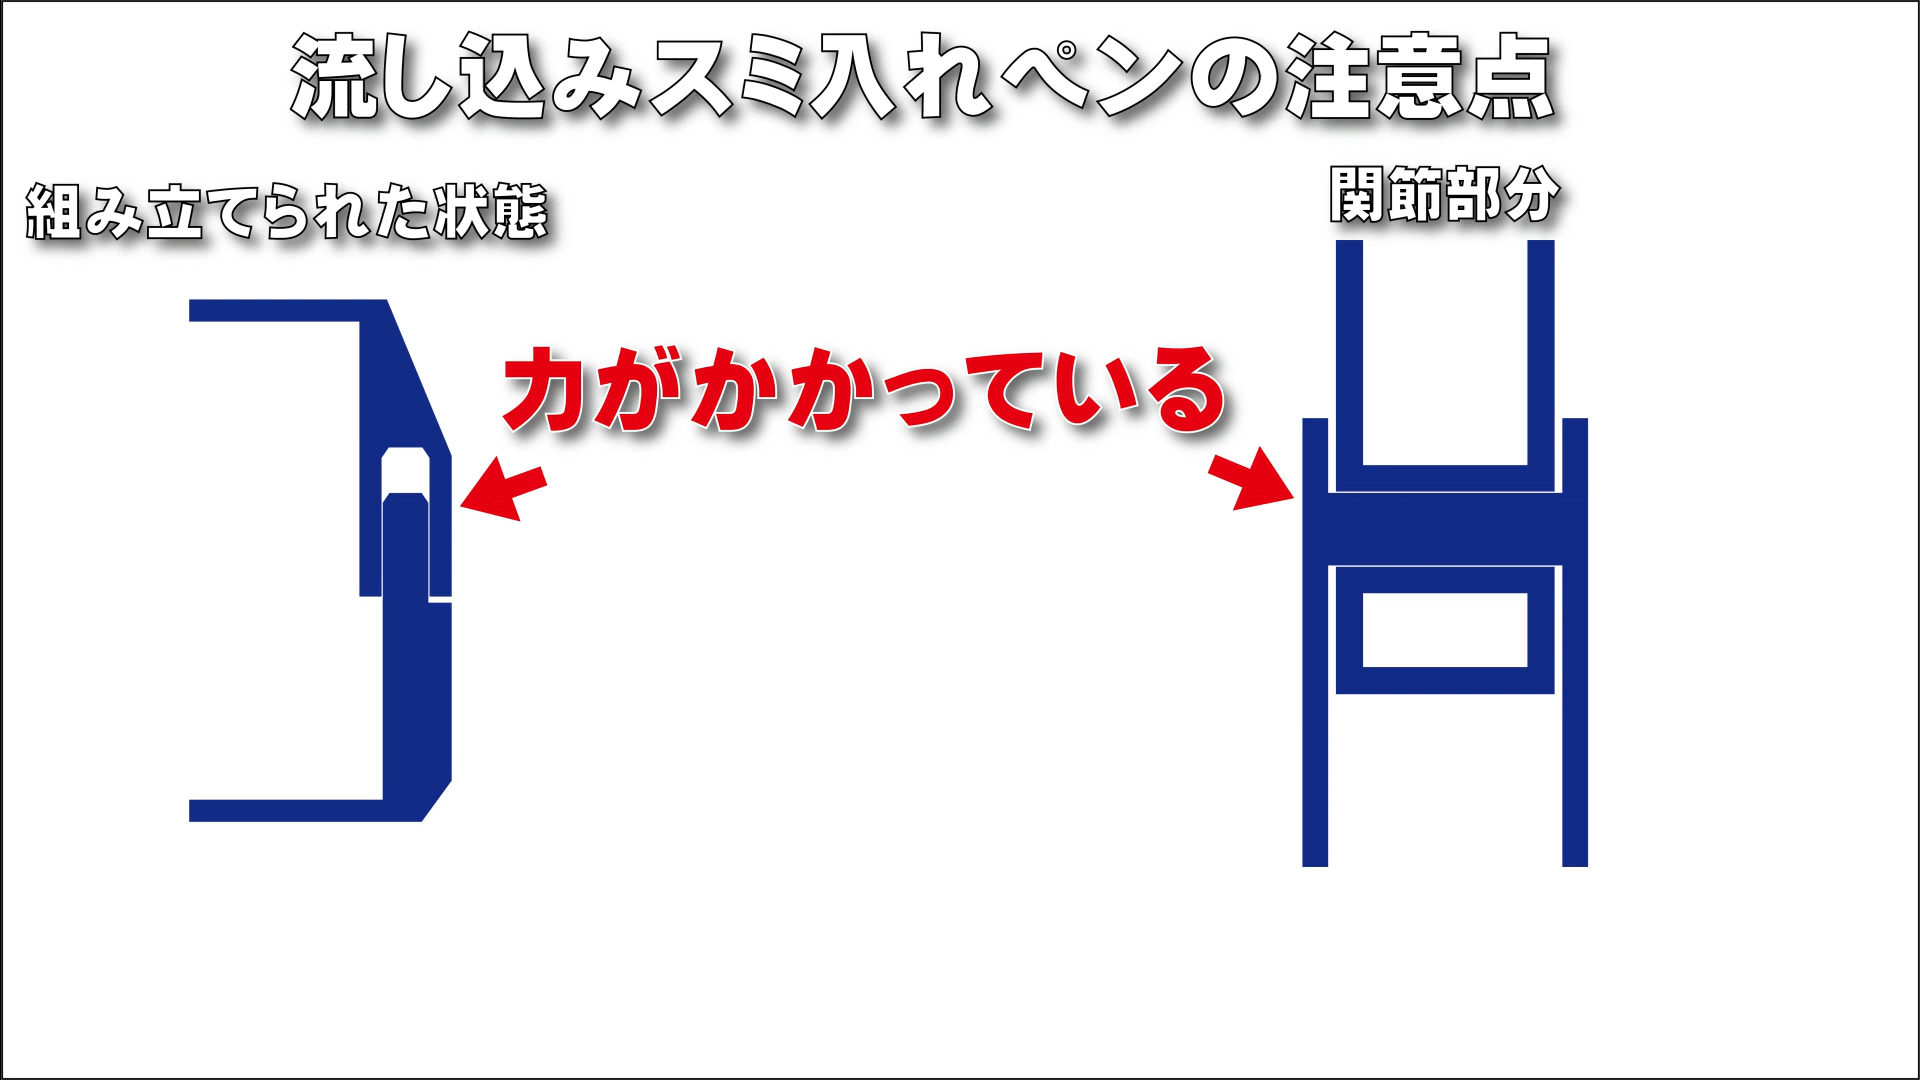 流し込みスミ入れペンの注意点
組み立てられた状態
関節部分
力がかかっている